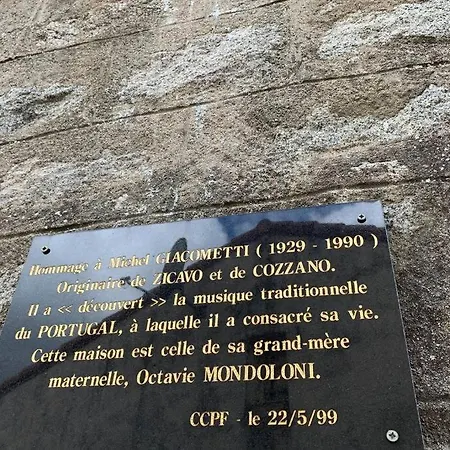 Hommage à Michel GIACOMETTI ( 1929 - 1990 )
Originaire de ZICAVO et de COZZANO.
Il a << découvert >> la musique traditionnelle
du PORTUGAL, à laquelle il a consacré sa vie.
Cette maison est celle de sa grand-mère
maternelle, Octavie MONDOLONI.
CCPF - le 22/5/99